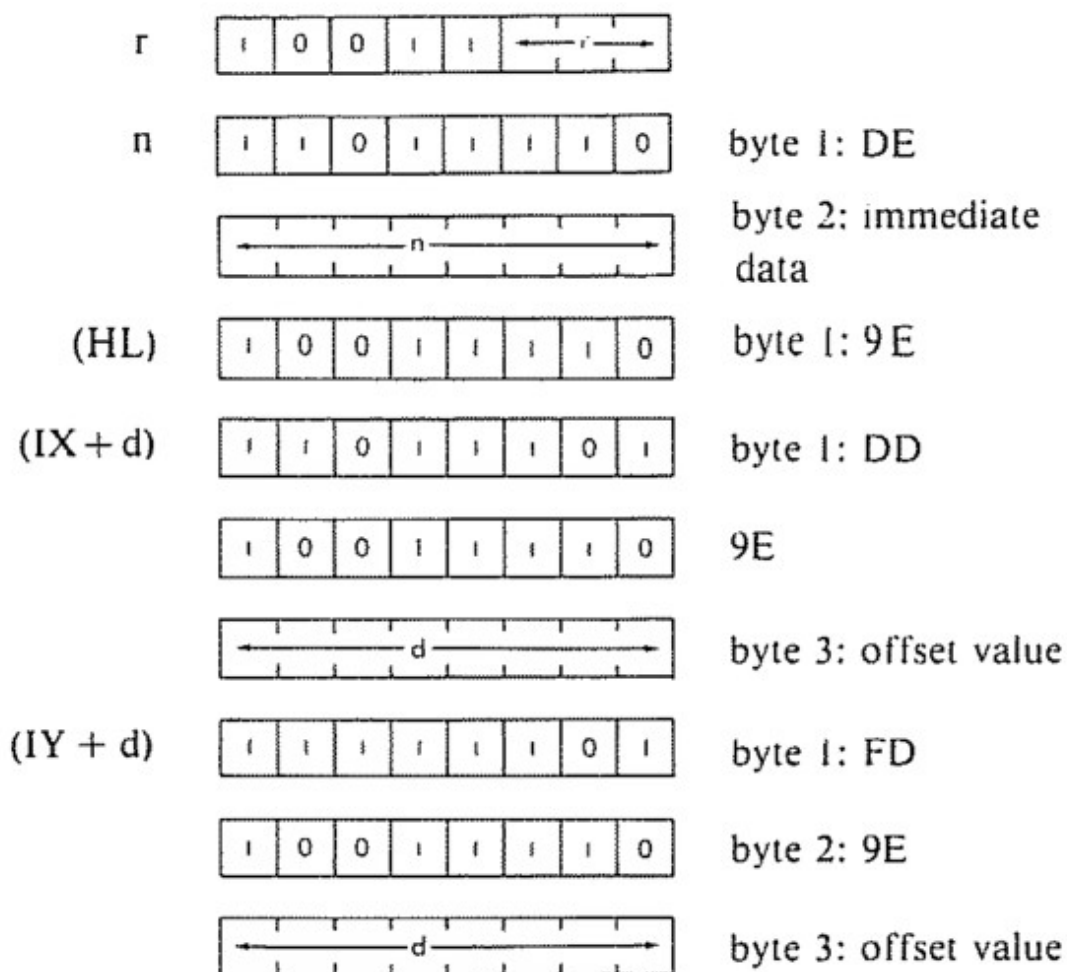 r 1 0 0 1 1 r
n 1 1 0 1 1 1 1 0 byte 1: DE
n byte 2: immediate
data
(HL) 1 0 0 1 1 1 1 0 byte 1: 9E
(IX + d) 1 1 0 1 1 1 0 1 byte 1: DD
1 0 0 1 1 1 1 0 9E
d byte 3: offset value
(IY + d) 1 1 1 1 1 1 0 1 byte 1: FD
1 0 0 1 1 1 1 0 byte 2: 9E
d byte 3: offset value